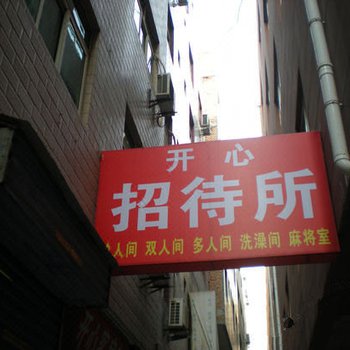 开心
招待所
人间 双人间 多人间 洗澡间 麻将室